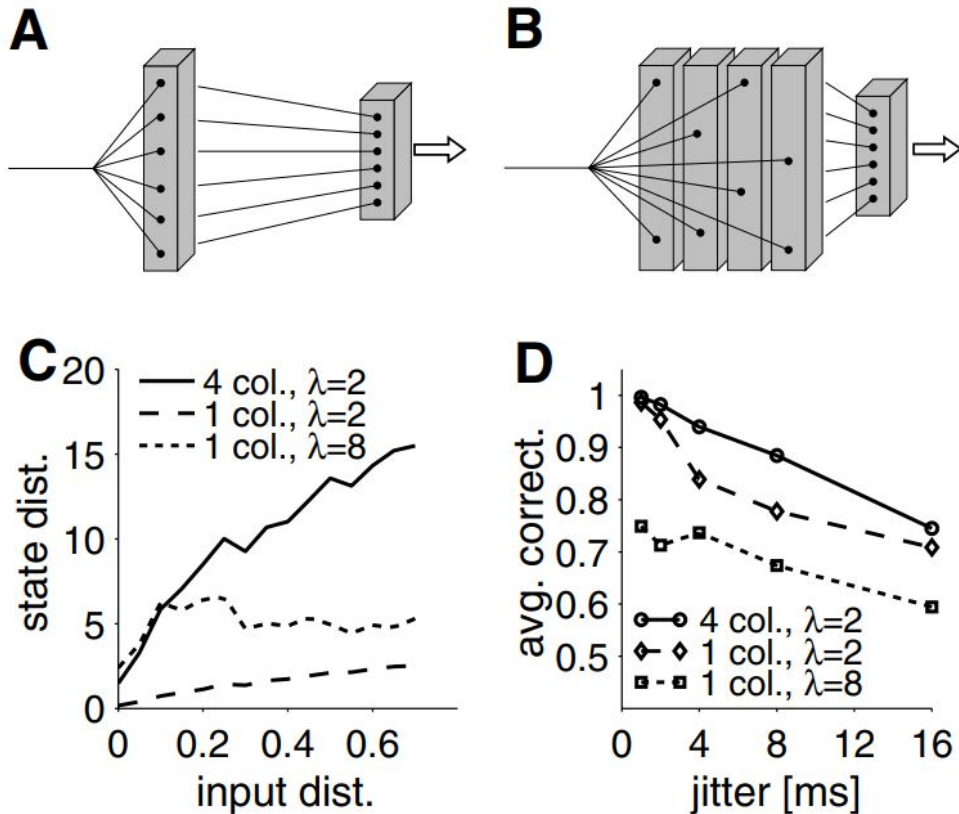 A
B
C
20
15
10
5
0
state dist.
4 col., λ=2
1 col., λ=2
1 col., λ=8
0 0.2 0.4 0.6
input dist.
D
1
0.9
0.8
0.7
0.6
0.5
avg. correct.
4 col., λ=2
1 col., λ=2
1 col., λ=8
0 4 8 12 16
jitter [ms]